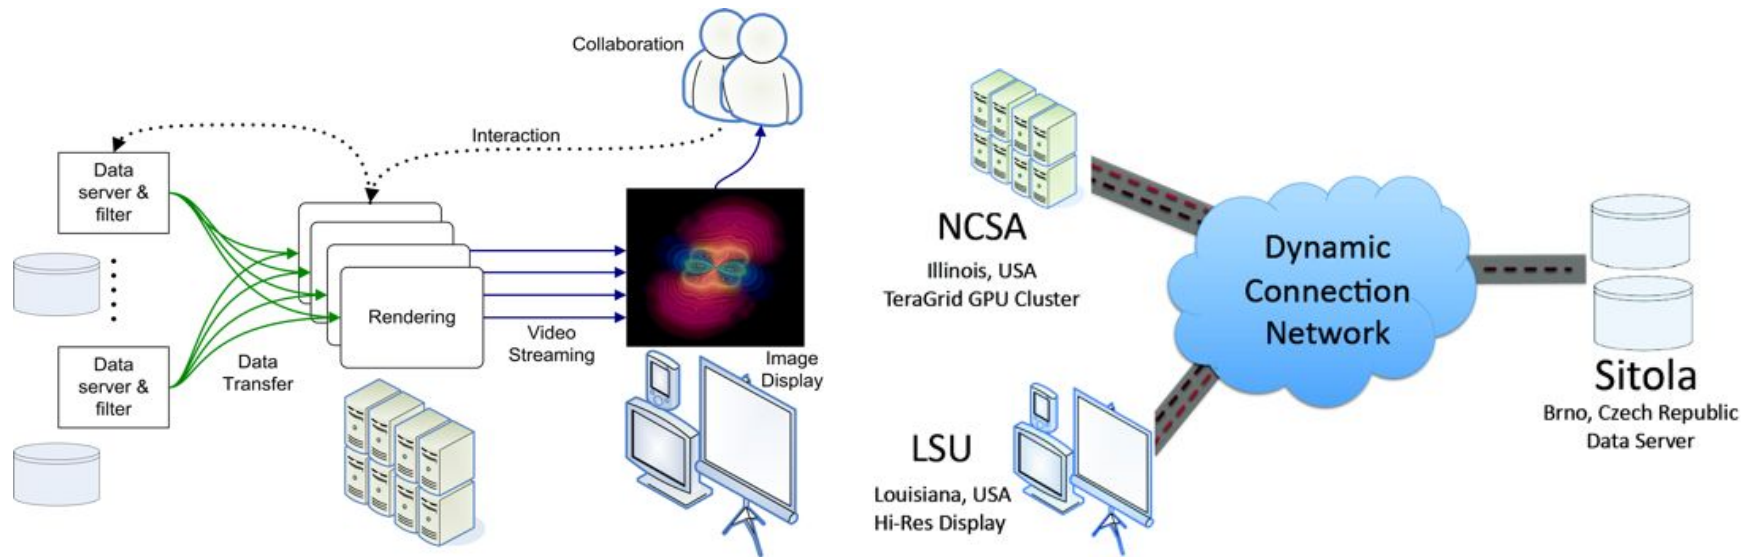 Collaboration
Interaction
Data
server &
filter
Data
server &
filter
Data
Transfer
Rendering
Video
Streaming
Image
Display
NCSA
Illinois, USA
TeraGrid GPU Cluster
Dynamic
Connection
Network
LSU
Louisiana, USA
Hi-Res Display
Sitola
Brno, Czech Republic
Data Server